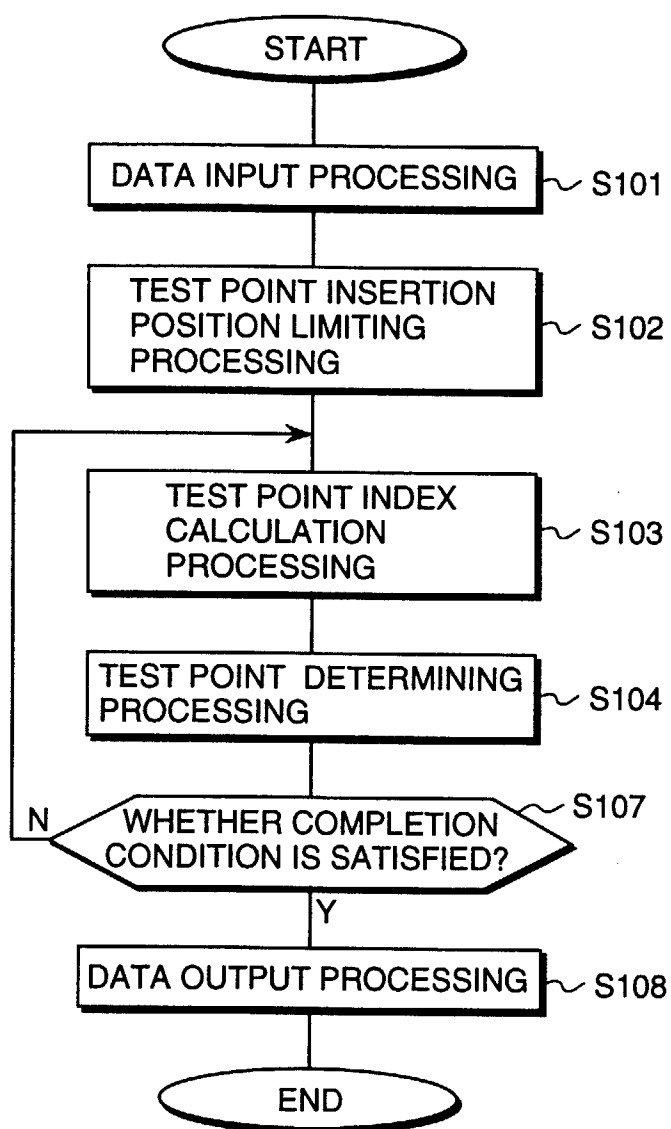 START
DATA INPUT PROCESSING
S101
TEST POINT INSERTION
POSITION LIMITING
PROCESSING
S102
TEST POINT INDEX
CALCULATION
PROCESSING
S103
TEST POINT DETERMINING
PROCESSING
S104
N
WHETHER COMPLETION
CONDITION IS SATISFIED?
S107
Y
DATA OUTPUT PROCESSING
S108
END